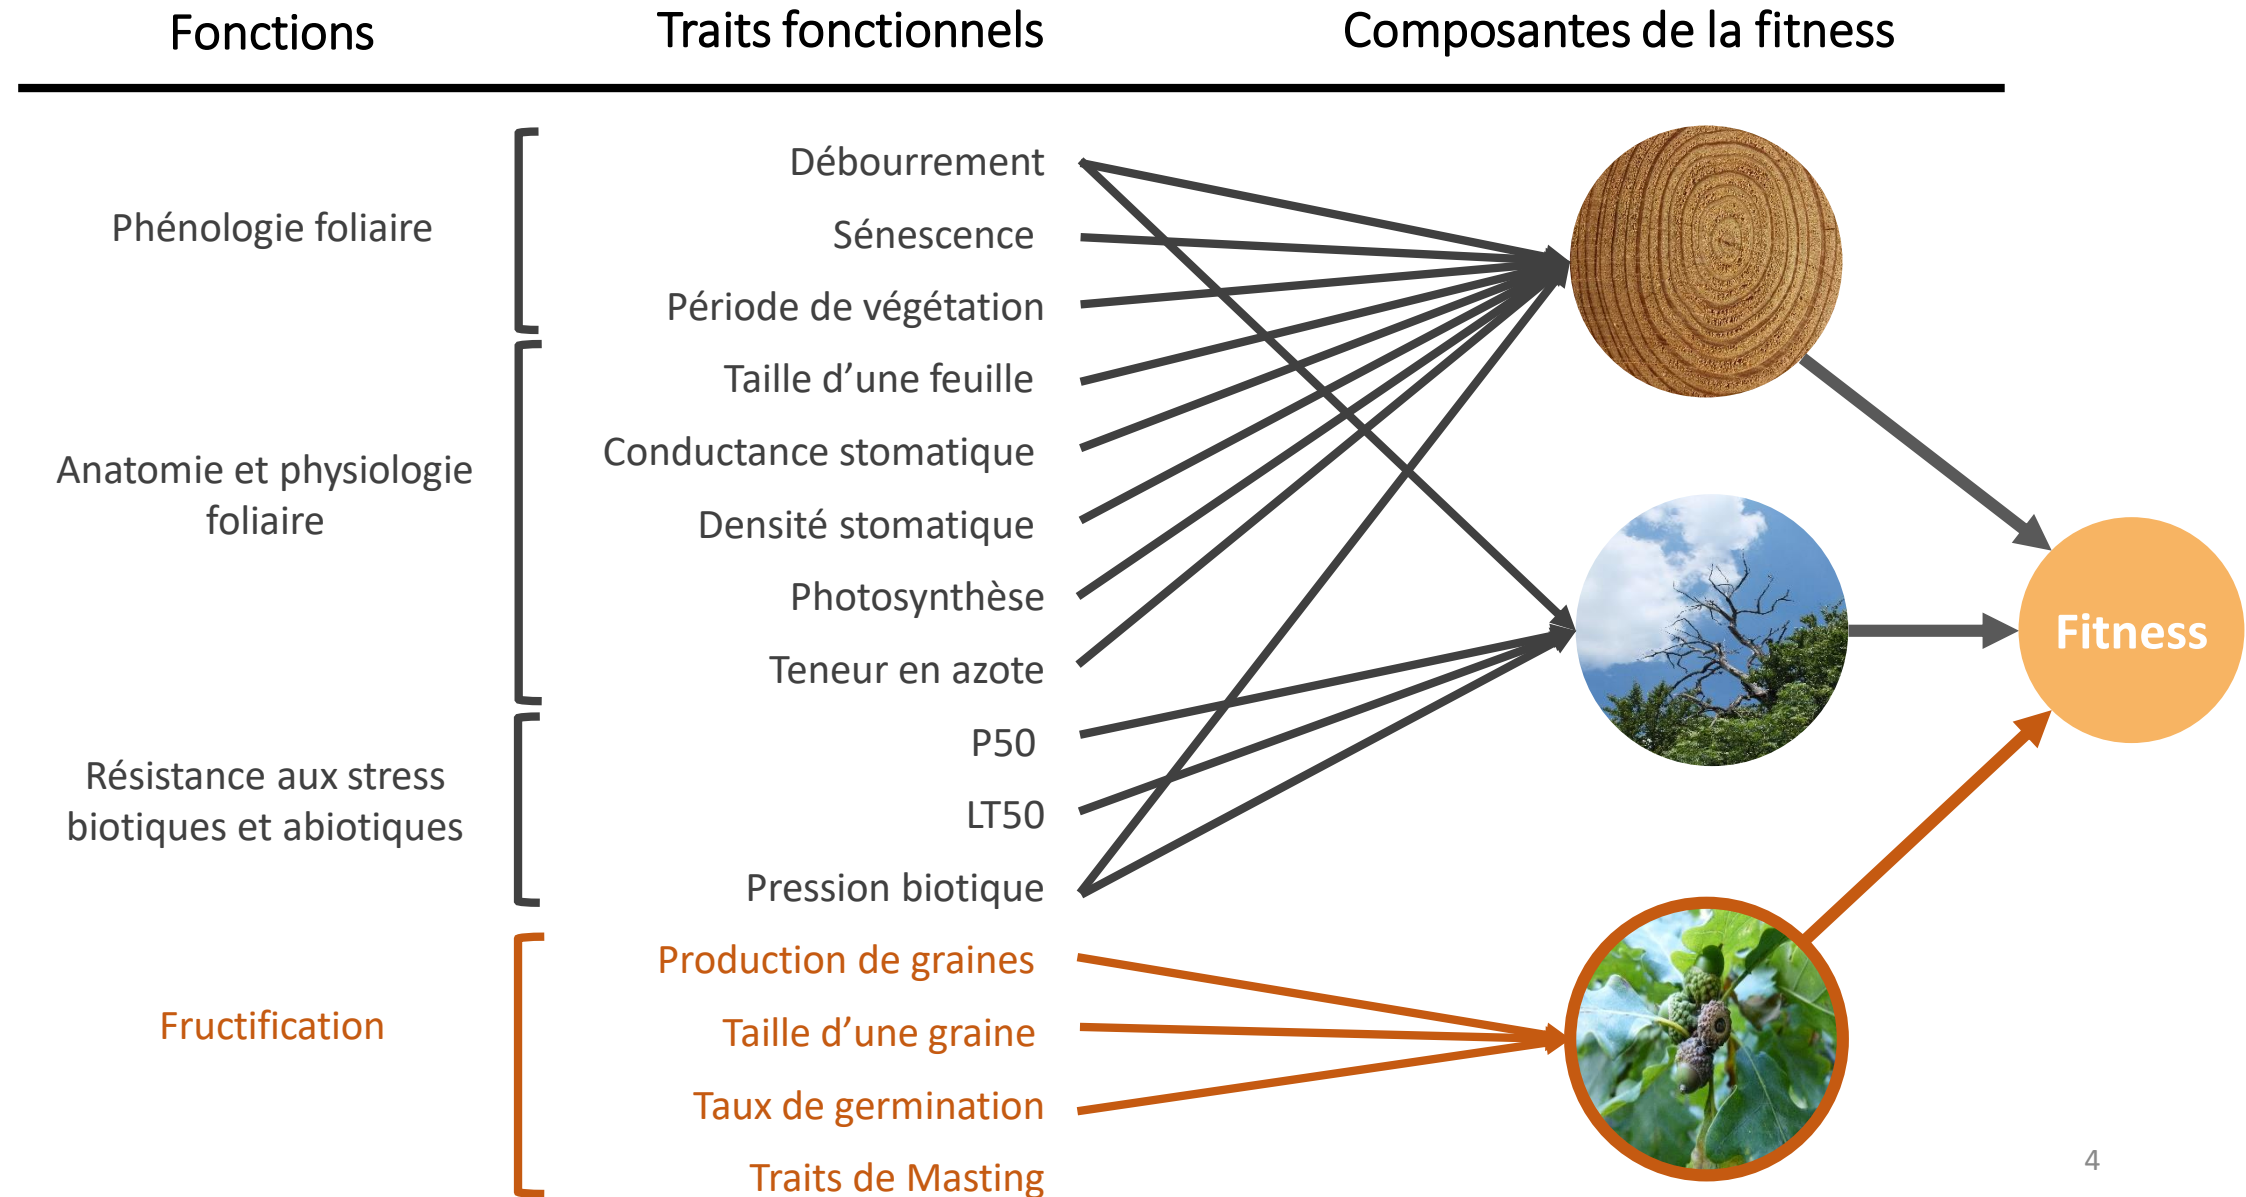 Fonctions
Traits fonctionnels
Composantes de la fitness
Phénologie foliaire
Débourrement
Sénescence
Période de végétation
Anatomie et physiologie
foliaire
Taille d’une feuille
Conductance stomatique
Densité stomatique
Photosynthèse
Teneur en azote
Résistance aux stress
biotiques et abiotiques
P50
LT50
Pression biotique
Fructification
Production de graines
Taille d’une graine
Taux de germination
Traits de Masting
Fitness
4